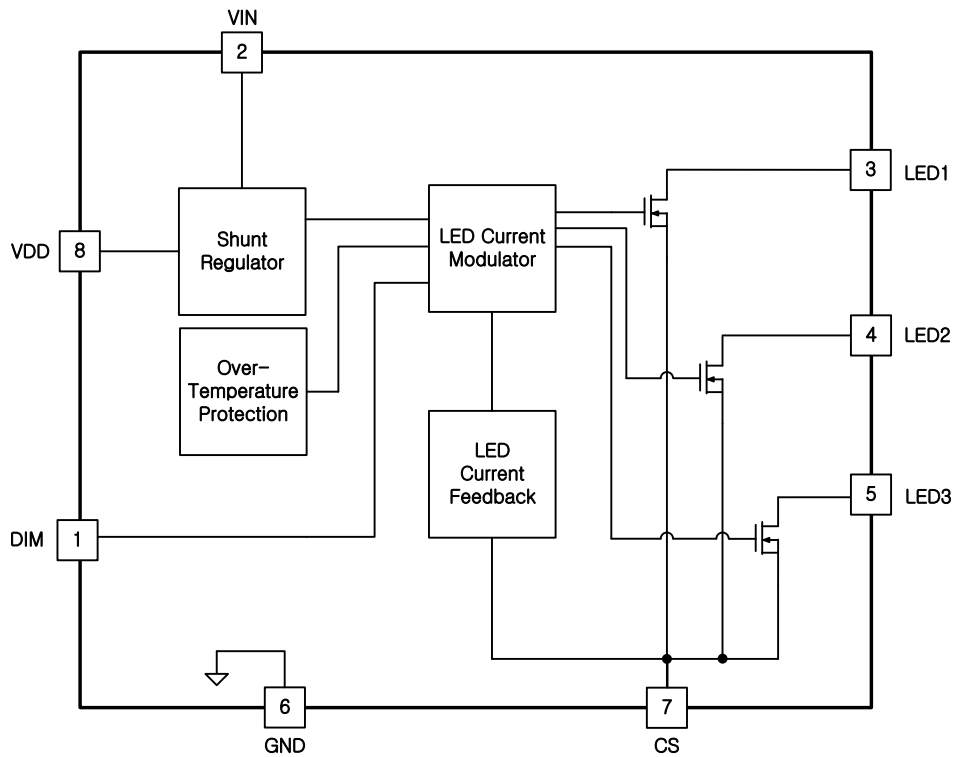 VIN
2
3
LED1
Shunt
Regulator
LED Current
Modulator
VDD
8
4
LED2
Over-
Temperature
Protection
LED
Current
Feedback
5
LED3
DIM
1
6
GND
7
CS